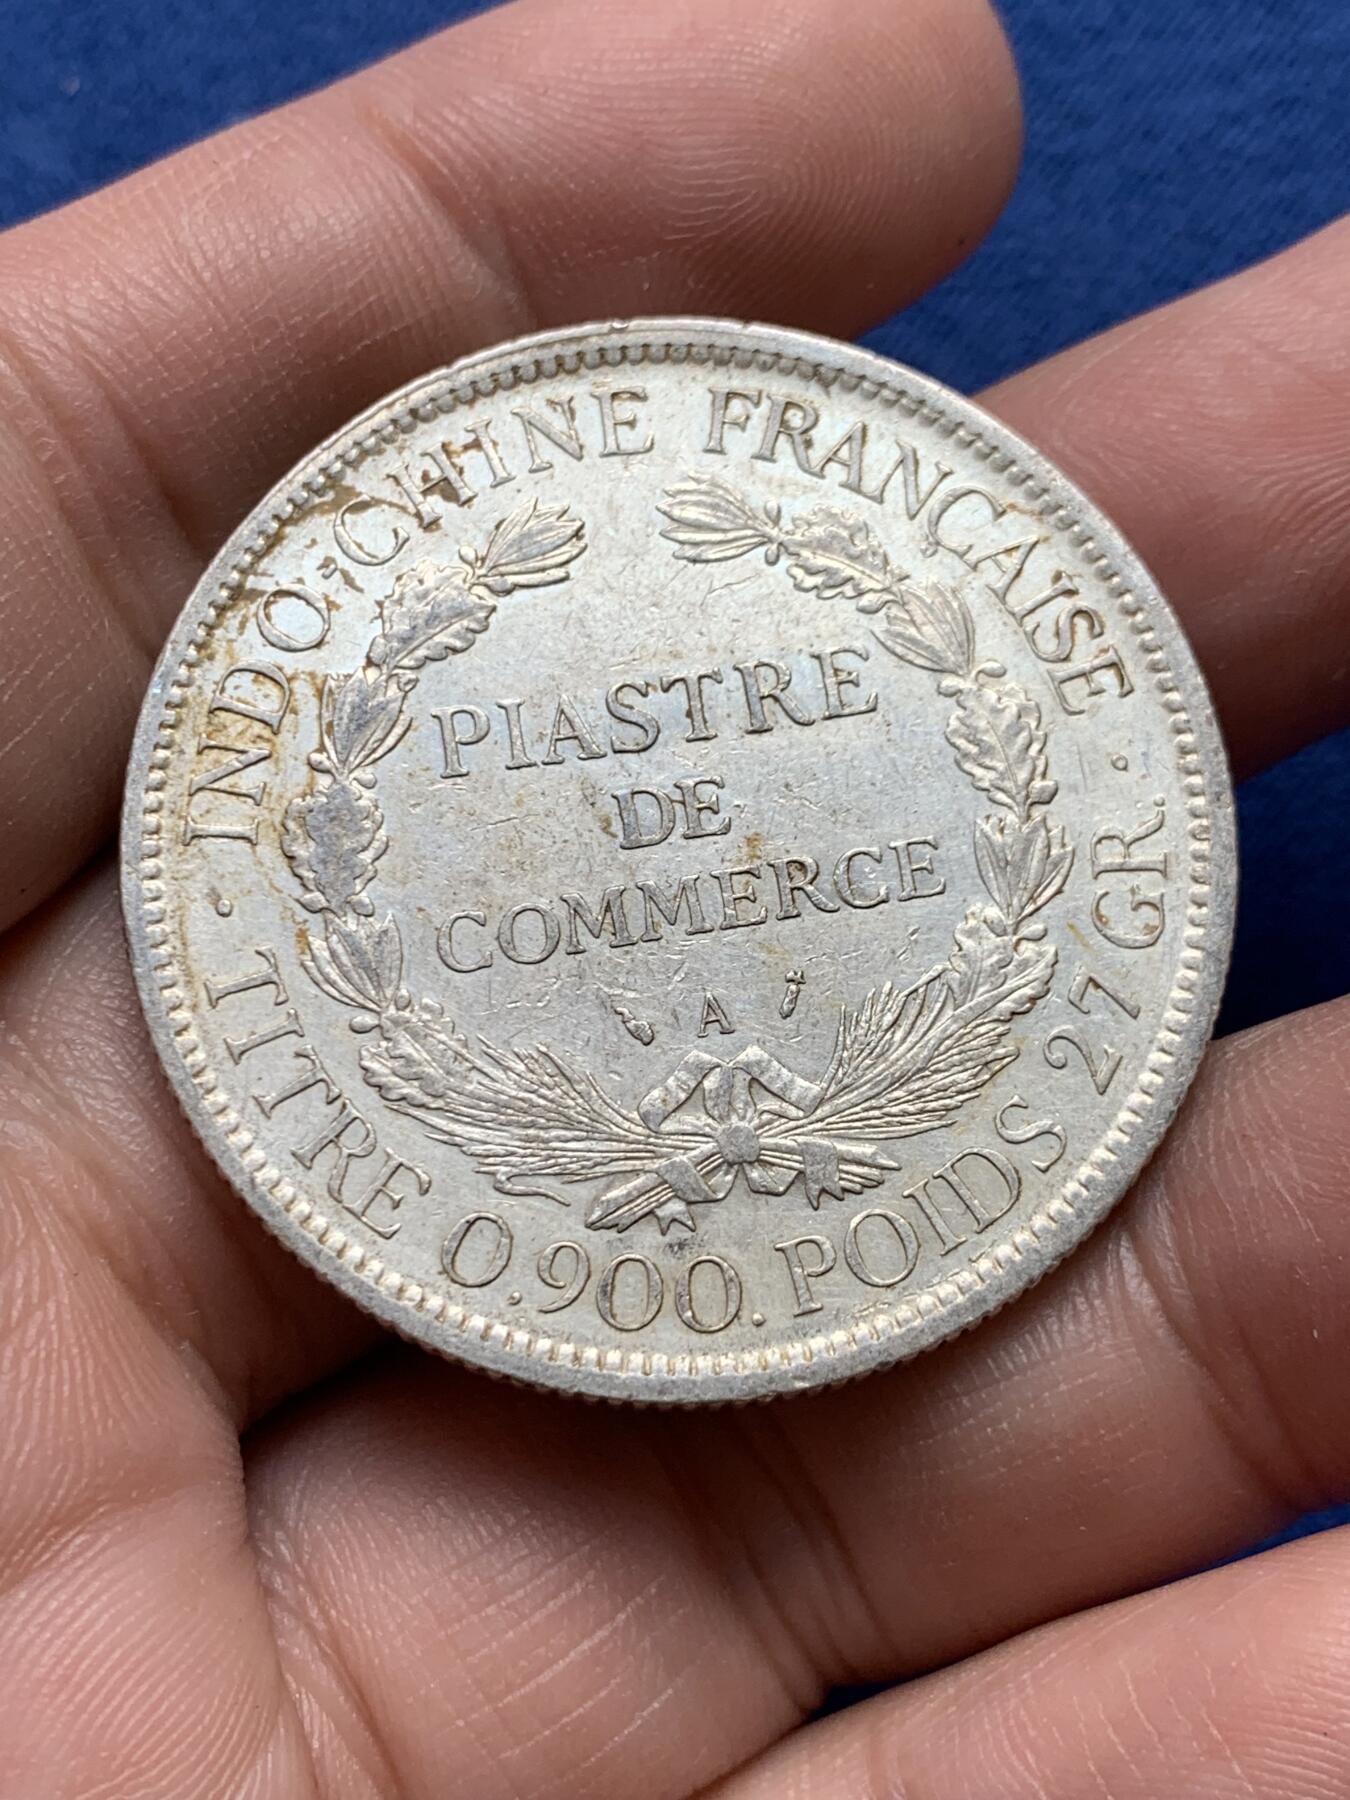 INDO-CHINE FRANCAISE
PIASTRE
DE
COMMERCE
A
TITRE 0,900. POIDS 27 GR.